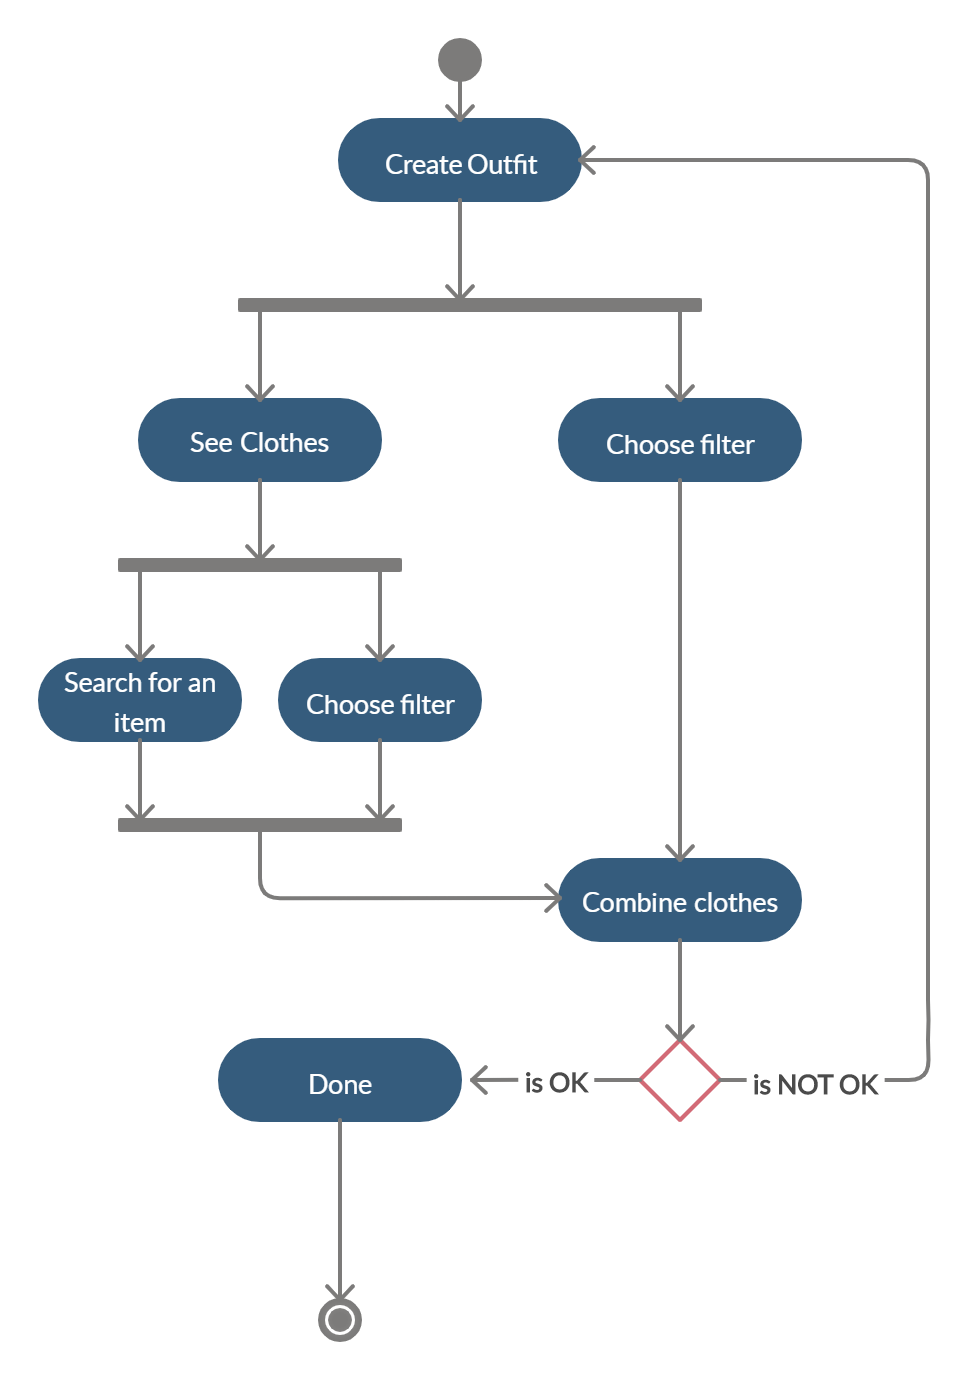 Create Outfit
See Clothes
Choose filter
Search for an
item
Choose filter
Combine clothes
Done
is OK
is NOT OK